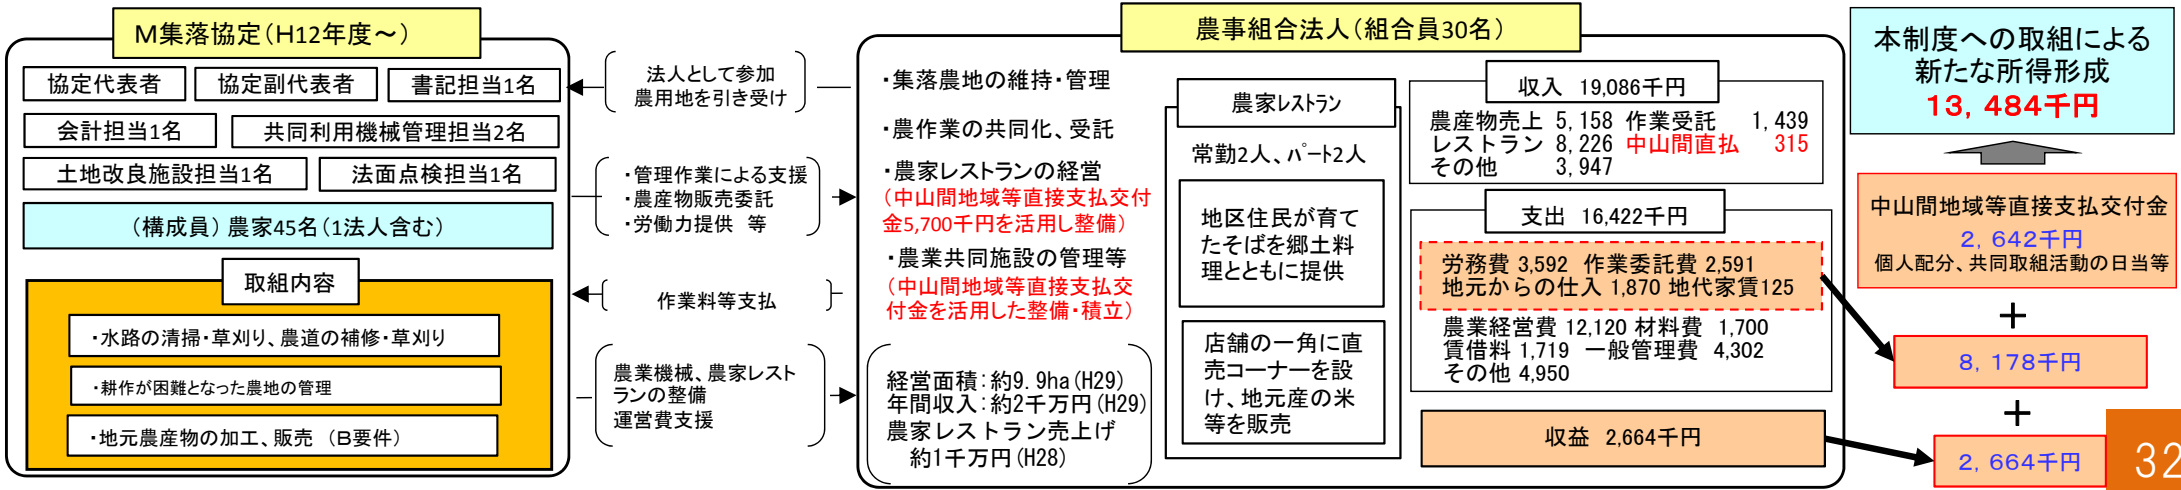 M集落協定(H12年度～)
協定代表者
協定副代表者
書記担当1名
会計担当1名
共同利用機械管理担当2名
土地改良施設担当1名
法面点検担当1名
(構成員) 農家45名(1法人含む)
取組内容
・水路の清掃・草刈り、農道の補修・草刈り
・耕作が困難となった農地の管理
・地元農産物の加工、販売 (B要件)
法人として参加
農用地を引き受け
・管理作業による支援
・農産物販売委託
・労働力提供 等
作業料等支払
農業機械、農家レスト
ランの整備
運営費支援
農事組合法人(組合員30名)
・集落農地の維持・管理
・農作業の共同化、受託
・農家レストランの経営
(中山間地域等直接支払交付
金5,700千円を活用し整備)
・農業共同施設の管理等
(中山間地域等直接支払交
付金を活用した整備・積立)
経営面積：約9.9ha(H29)
年間収入：約2千万円(H29)
農家レストラン売上げ
約1千万円(H28)
農家レストラン
常勤2人、パート2人
地区住民が育て
たそばを郷土料
理とともに提供
店舗の一角に直
売コーナーを設
け、地元産の米
等を販売
収入 19,086千円
農産物売上 5,158 作業受託 1,439
レストラン 8,226 中山間直払 315
その他 3,947
支出 16,422千円
労務費 3,592 作業委託費 2,591
地元からの仕入 1,870 地代家賃125
農業経営費 12,120 材料費 1,700
賃借料 1,719 一般管理費 4,302
その他 4,950
収益 2,664千円
本制度への取組による
新たな所得形成
13,484千円
中山間地域等直接支払交付金
2,642千円
個人配分、共同取組活動の日当等
＋
8,178千円
＋
2,664千円
32